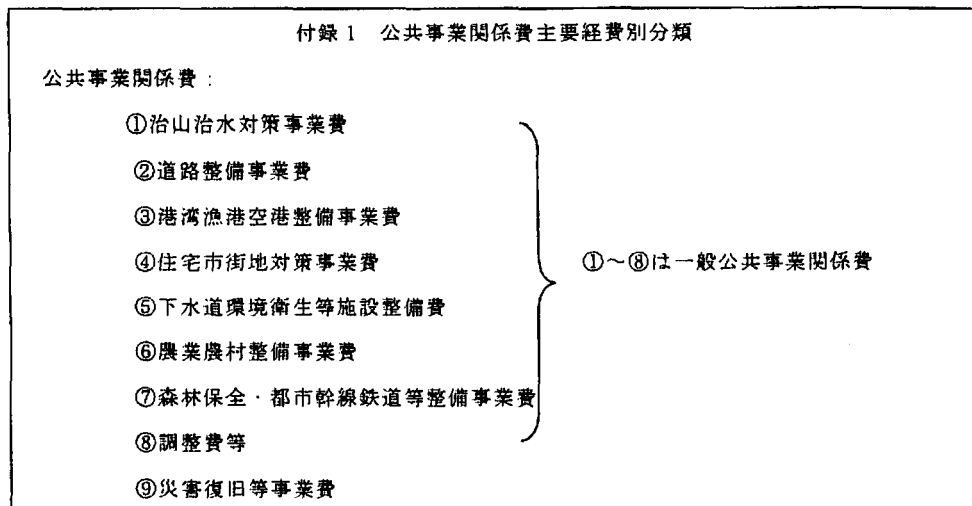 付録1 公共事業関係費主要経費別分類
公共事業関係費:
①治山治水対策事業費
②道路整備事業費
③港湾漁港空港整備事業費
④住宅市街地対策事業費
①～⑧は一般公共事業関係費
⑤下水道環境衛生等施設整備費
⑥農業農村整備事業費
⑦森林保全・都市幹線鉄道等整備事業費
⑧調整費等
⑨災害復旧等事業費